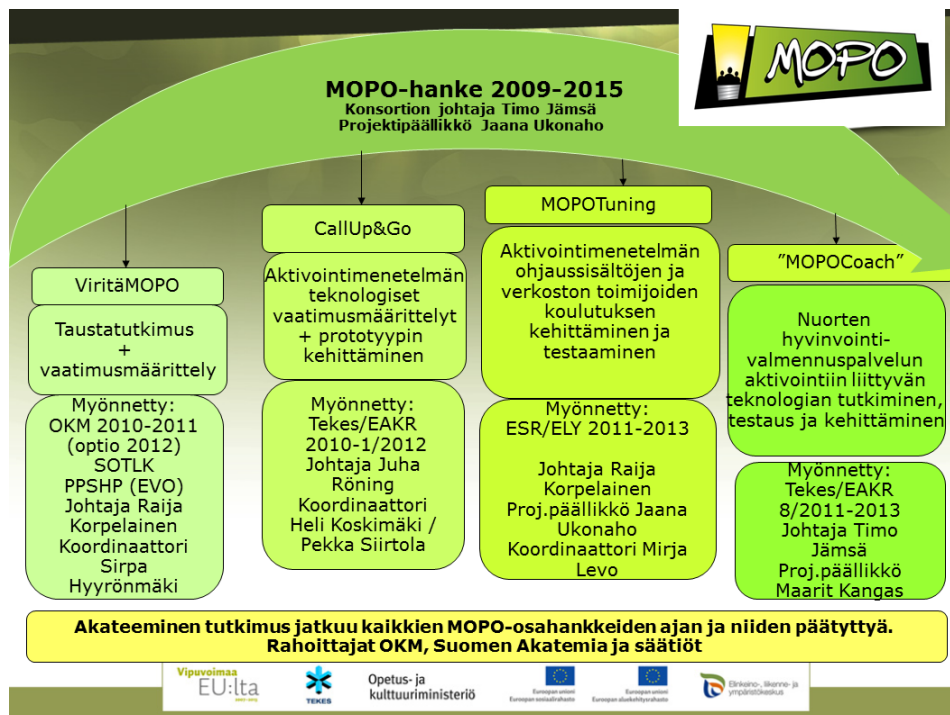 MOPO
MOPO-hanke 2009-2015
Konsortion johtaja Timo Jämsä
Projektipäällikkö Jaana Ukonaho
ViritäMOPO
Taustatutkimus
+
vaatimusmäärittely
Myönnetty:
OKM 2010-2011
(optio 2012)
SOTLK
PPSHP (EVO)
Johtaja Raija
Korpelainen
Koordinaattori
Sirpa
Hyyrönmäki
CallUp&Go
Aktivointimenetelmän
teknologiset
vaatimusmäärittelyt
+ prototyypin
kehittäminen
Myönnetty:
Tekes/EAKR
2010-1/2012
Johtaja Juha
Röning
Koordinaattori
Heli Koskimäki /
Pekka Siirtola
MOPOTuning
Aktivointimenetelmän
ohjaussisältöjen ja
verkoston toimijoiden
koulutuksen
kehittäminen ja
testaaminen
Myönnetty:
ESR/ELY 2011-2013
Johtaja Raija
Korpelainen
Proj.päällikkö Jaana
Ukonaho
Koordinaattori Mirja
Levo
”MOPOCoach”
Nuorten
hyvinvointi-
valmennuspalvelun
aktivointiin liittyvän
teknologian tutkiminen,
testaus ja kehittäminen
Myönnetty:
Tekes/EAKR
8/2011-2013
Johtaja Timo
Jämsä
Proj.päällikkö
Maarit Kangas
Akateeminen tutkimus jatkuu kaikkien MOPO-osahankkeiden ajan ja niiden päätyttyä.
Rahoittajat OKM, Suomen Akatemia ja säätiöt
Vipuvoimaa
EU:lta
2007-2013
TEKES
Opetus- ja
kulttuuriministeriö
Euroopan unioni
Euroopan sosiaalirahasto
Euroopan unioni
Euroopan aluekehitysrahasto
Elinkeino-, liikenne- ja
ympäristökeskus